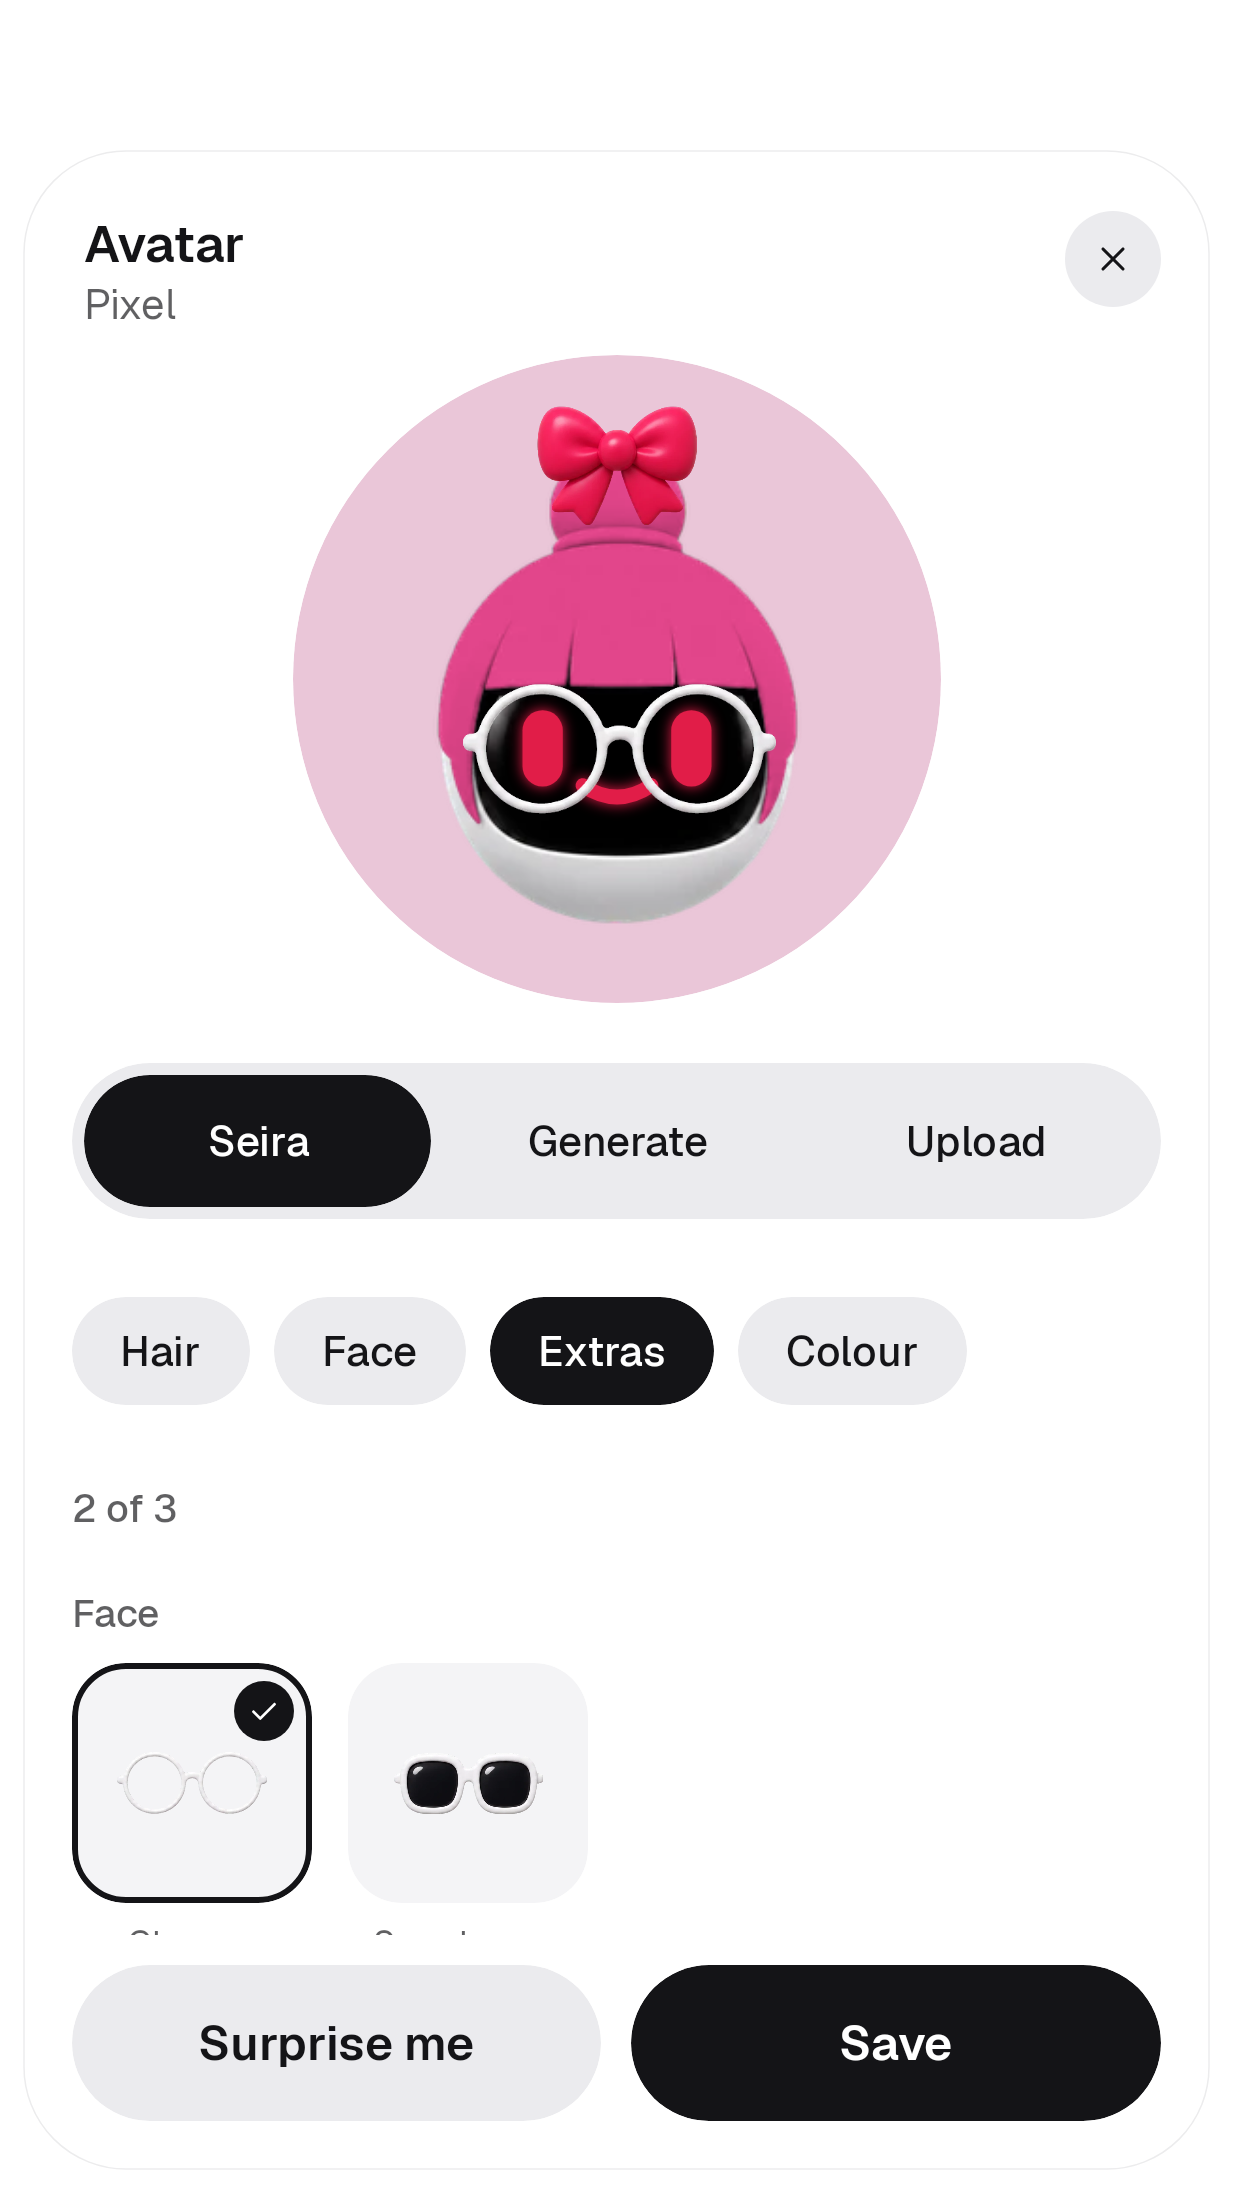 Avatar
Pixel
Seira
Generate
Upload
Hair
Face
Extras
Colour
2 of 3
Face
Surprise me
Save